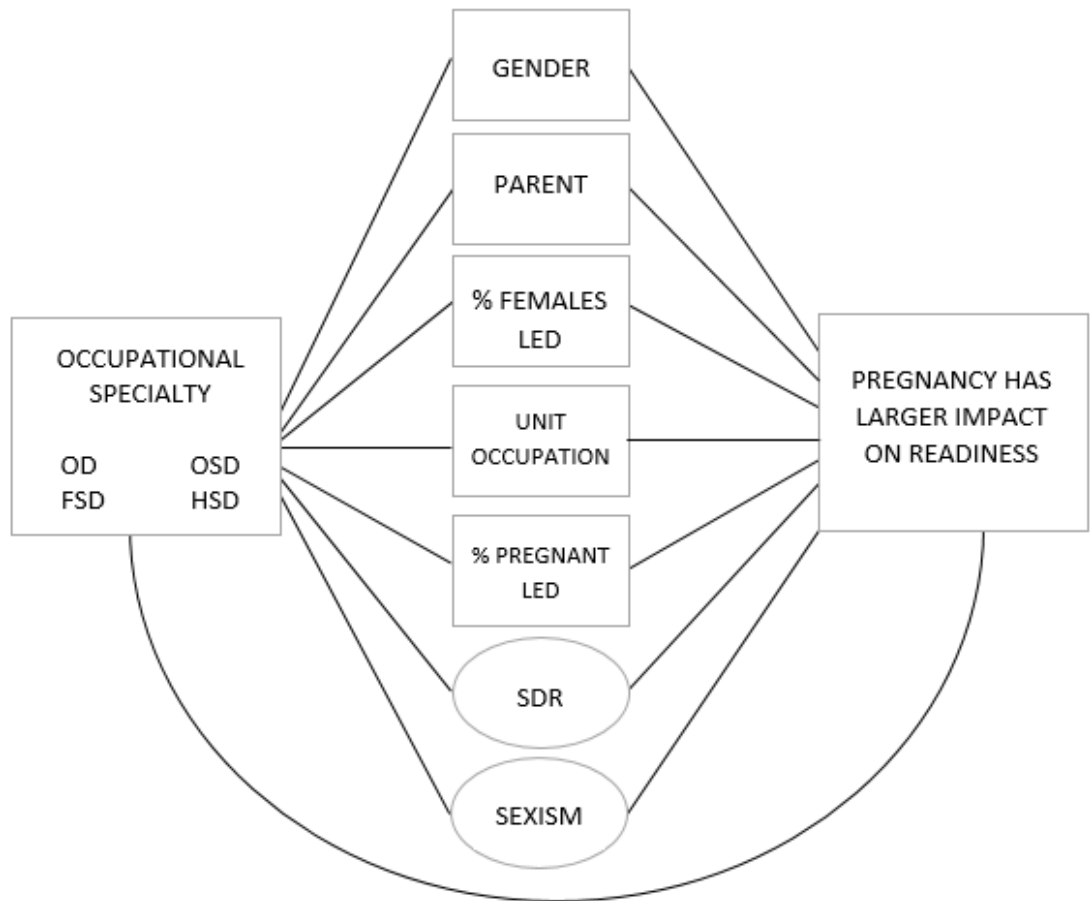 GENDER
PARENT
% FEMALES
LED
OCCUPATIONAL
SPECIALTY
OD OSD
FSD HSD
UNIT
OCCUPATION
PREGNANCY HAS
LARGER IMPACT
ON READINESS
% PREGNANT
LED
SDR
SEXISM